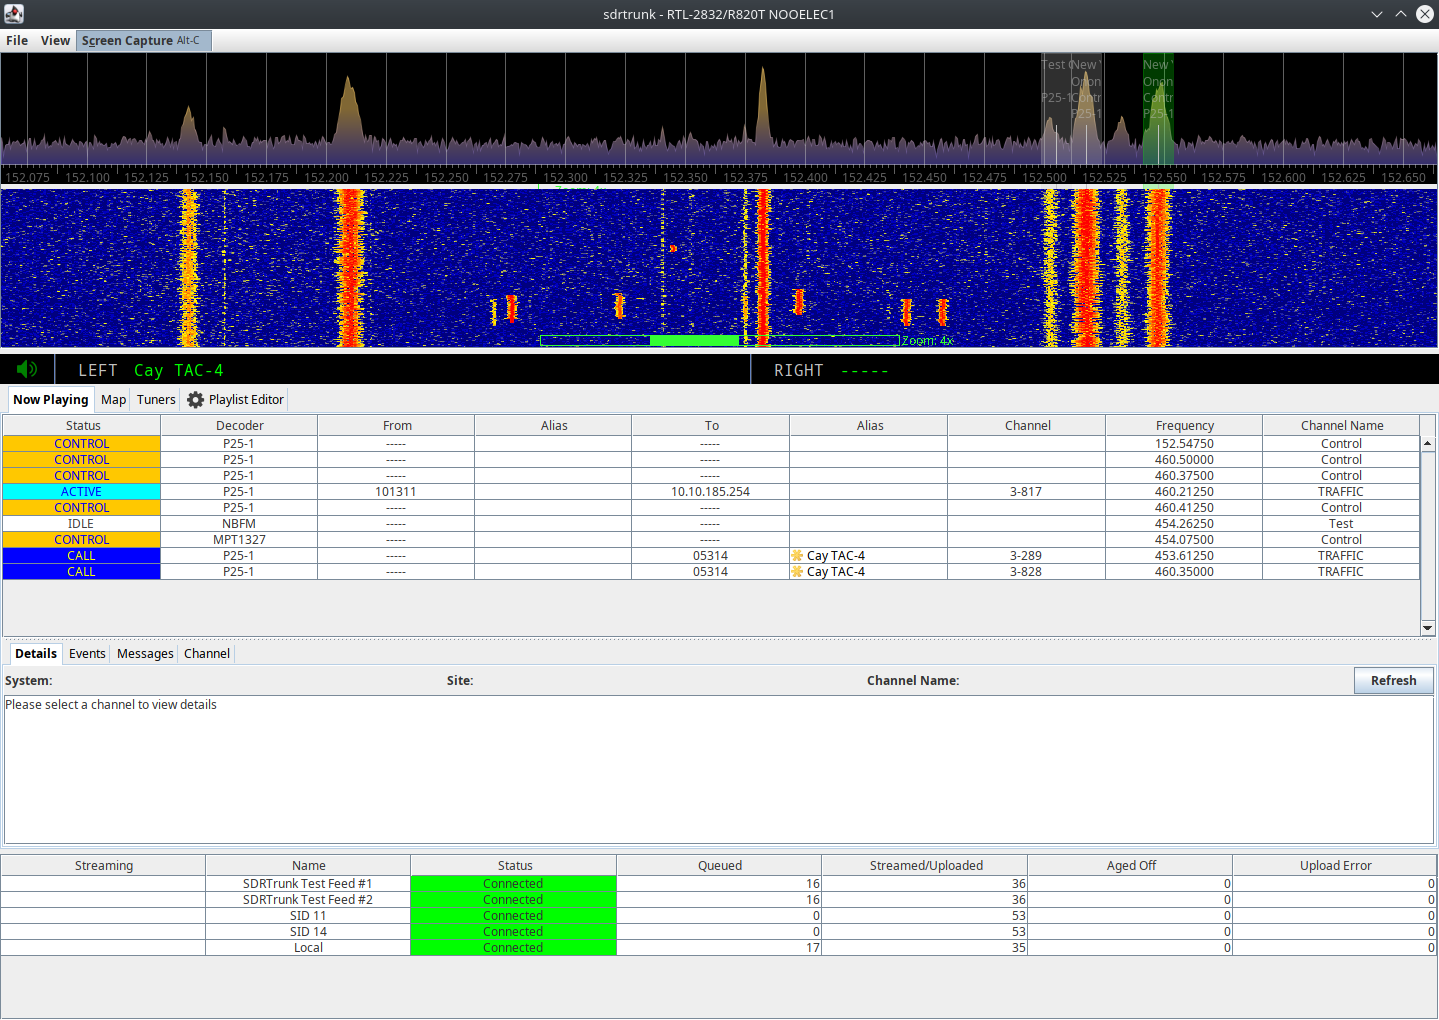 sdrtrunk - RTL-2832/R820T NOOELEC1
File View Screen Capture Alt-C
Test New New
Onon Onon
P25-1 Contr Contr
P25-1 P25-1
152.075 152.100 152.125 152.150 152.175 152.200 152.225 152.250 152.275 152.300 152.325 152.350 152.375 152.400 152.425 152.450 152.475 152.500 152.525 152.550 152.575 152.600 152.625 152.650
Zoom: 4x
LEFT Cay TAC-4 RIGHT -----
Now Playing Map Tuners Playlist Editor
Status Decoder From Alias To Alias Channel Frequency Channel Name
CONTROL P25-1 ----- ----- 152.54750 Control
CONTROL P25-1 ----- ----- 460.50000 Control
CONTROL P25-1 ----- ----- 460.37500 Control
ACTIVE P25-1 101311 10.10.185.254 3-817 460.21250 TRAFFIC
CONTROL P25-1 ----- ----- 460.41250 Control
IDLE NBFM ----- ----- 454.26250 Test
CONTROL MPT1327 ----- ----- 454.07500 Control
CALL P25-1 ----- 05314 Cay TAC-4 3-289 453.61250 TRAFFIC
CALL P25-1 ----- 05314 Cay TAC-4 3-828 460.35000 TRAFFIC
Details Events Messages Channel
System: Site: Channel Name: Refresh
Please select a channel to view details
Streaming Name Status Queued Streamed/Uploaded Aged Off Upload Error
SDRTrunk Test Feed #1 Connected 16 36 0 0
SDRTrunk Test Feed #2 Connected 16 36 0 0
SID 11 Connected 0 53 0 0
SID 14 Connected 0 53 0 0
Local Connected 17 35 0 0